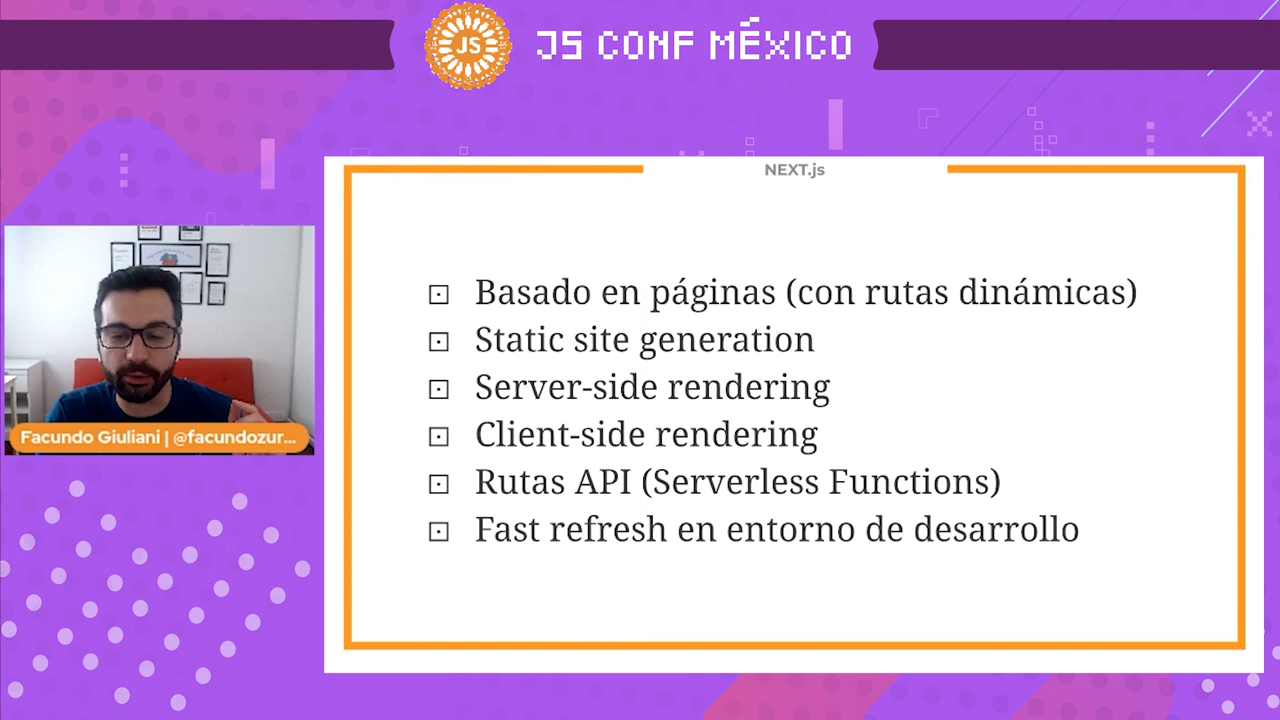 JS
JS CONF MÉXICO
NEXT.js
Basado en páginas (con rutas dinámicas)
Static site generation
Server-side rendering
Client-side rendering
Rutas API (Serverless Functions)
Fast refresh en entorno de desarrollo
Facundo Giuliani | @facundozur...